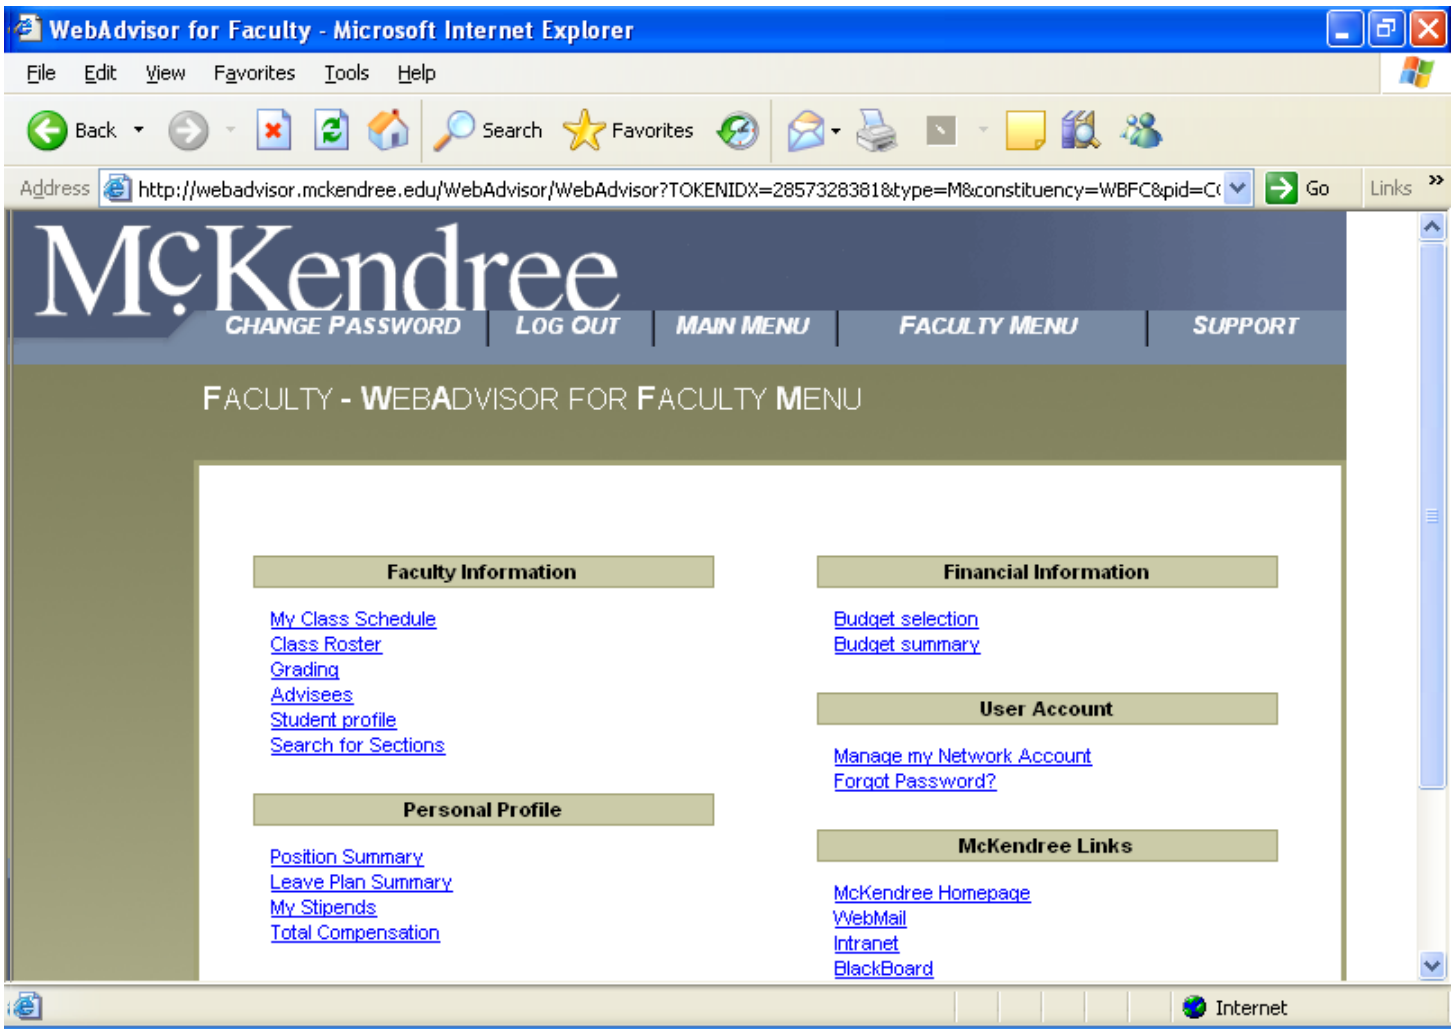 WebAdvisor for Faculty - Microsoft Internet Explorer
File Edit View Favorites Tools Help
Back Search Favorites
Address http://webadvisor.mckendree.edu/WebAdvisor/WebAdvisor?TOKENIDX=2857328381&type=M&constituency=WBFC&pid=C Go Links »
McKendree
CHANGE PASSWORD LOG OUT MAIN MENU FACULTY MENU SUPPORT
FACULTY - WEBADVISOR FOR FACULTY MENU
Faculty Information
My Class Schedule
Class Roster
Grading
Advisees
Student profile
Search for Sections
Personal Profile
Position Summary
Leave Plan Summary
My Stipends
Total Compensation
Financial Information
Budget selection
Budget summary
User Account
Manage my Network Account
Forgot Password?
McKendree Links
McKendree Homepage
WebMail
Intranet
BlackBoard
Internet